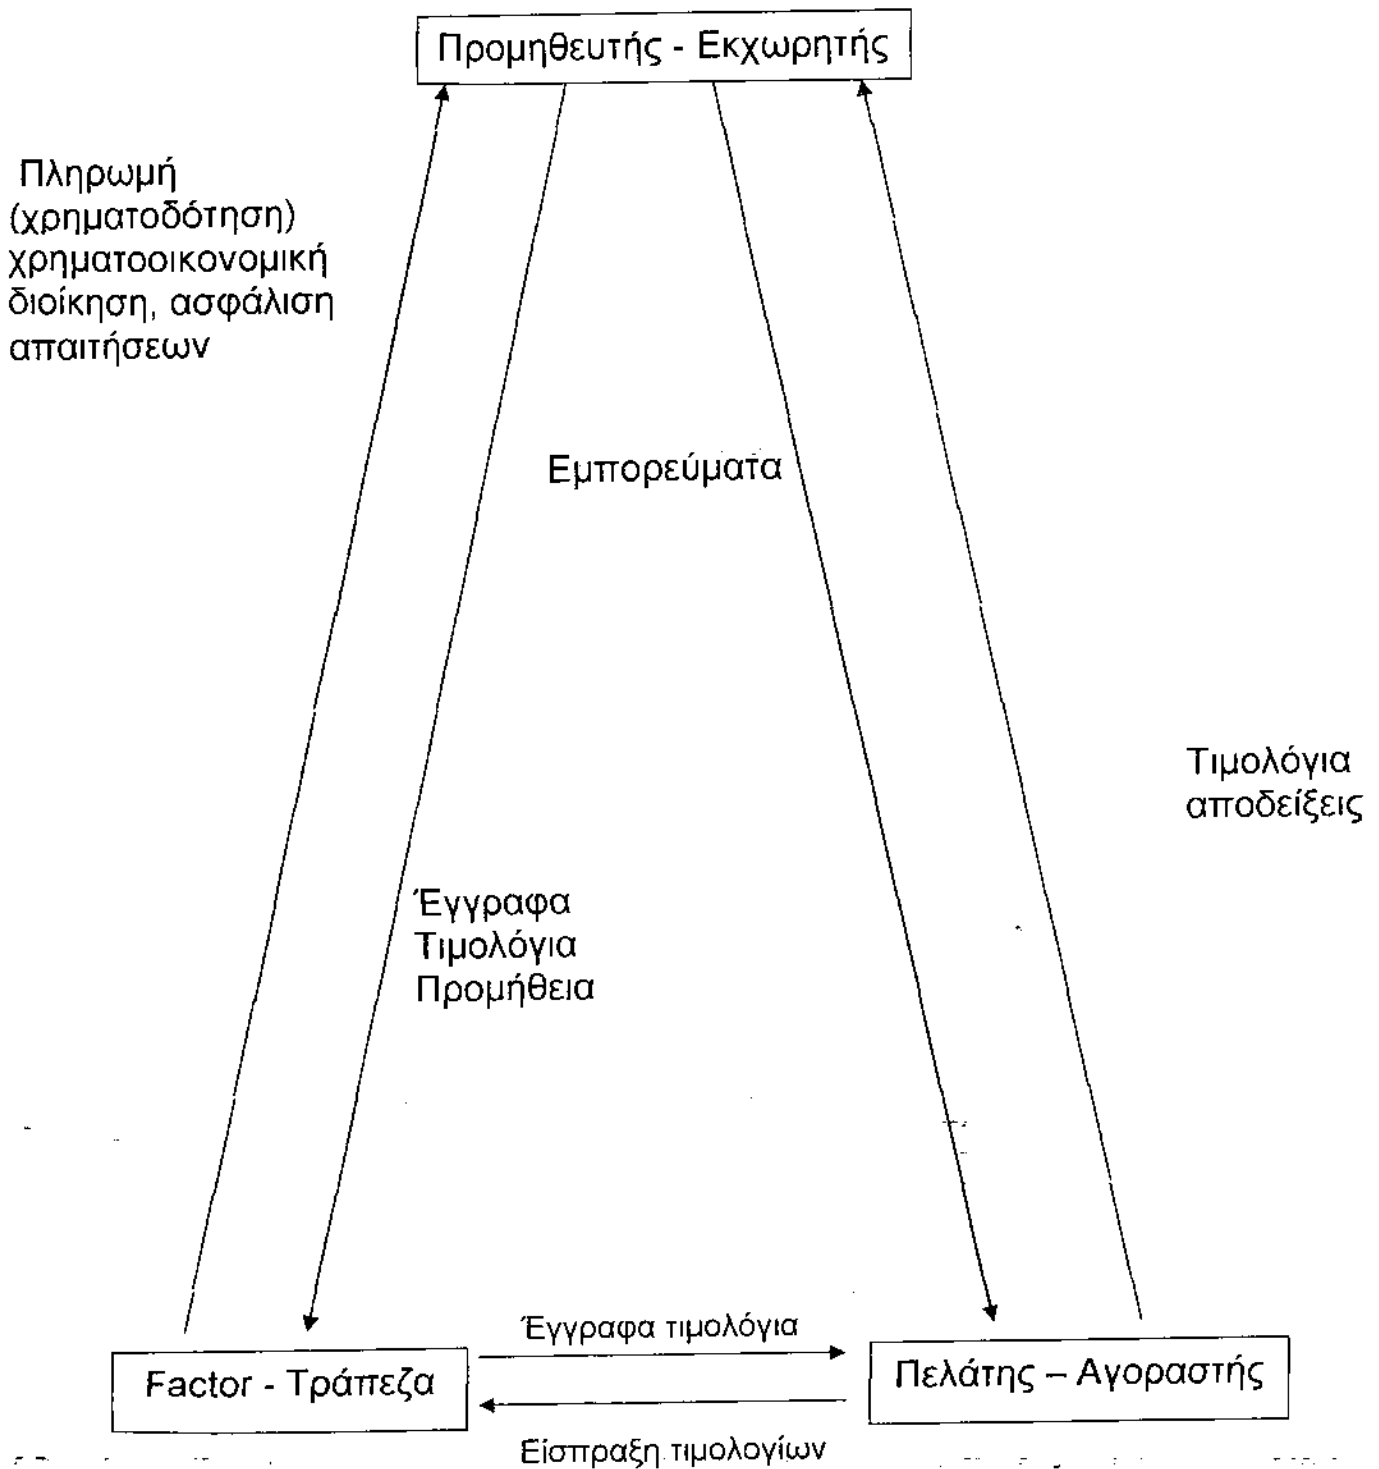 Προμηθευτής - Εκχωρητής
Πληρωμή
(χρηματοδότηση)
χρηματοοικονομική
διοίκηση, ασφάλιση
απαιτήσεων
Εμπορεύματα
Τιμολόγια
αποδείξεις
Έγγραφα
Τιμολόγια
Προμήθεια
Έγγραφα τιμολόγια
Factor - Τράπεζα
Πελάτης – Αγοραστής
Είσπραξη τιμολογίων